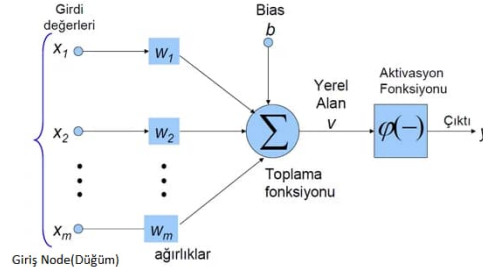 Girdi
değerleri
x1
x2
xm
Giriş Node(Düğüm)
w1
w2
wm
ağırlıklar
Bias
b
∑
Toplama
fonksiyonu
Yerel
Alan
v
Aktivasyon
Fonksiyonu
φ(−)
Çıktı
y